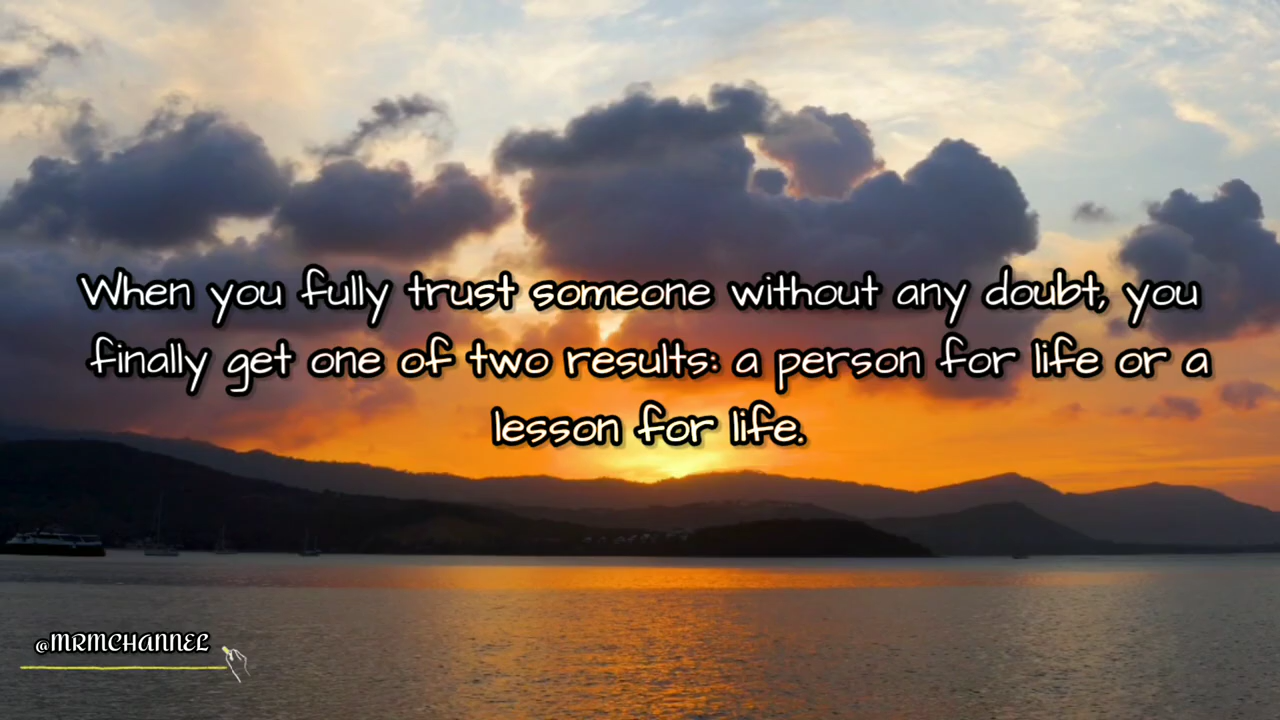 When you fully trust someone without any doubt, you
finally get one of two results: a person for life or a
lesson for life.
@MRMCHANNEL